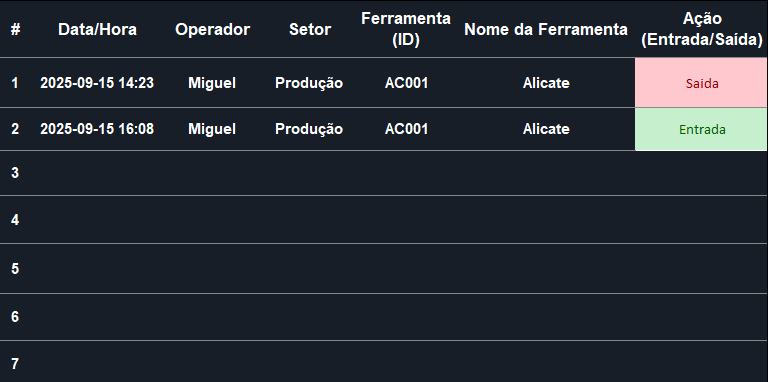 # Data/Hora Operador Setor Ferramenta (ID) Nome da Ferramenta Ação (Entrada/Saída)
1 2025-09-15 14:23 Miguel Produção AC001 Alicate Saida
2 2025-09-15 16:08 Miguel Produção AC001 Alicate Entrada
3
4
5
6
7